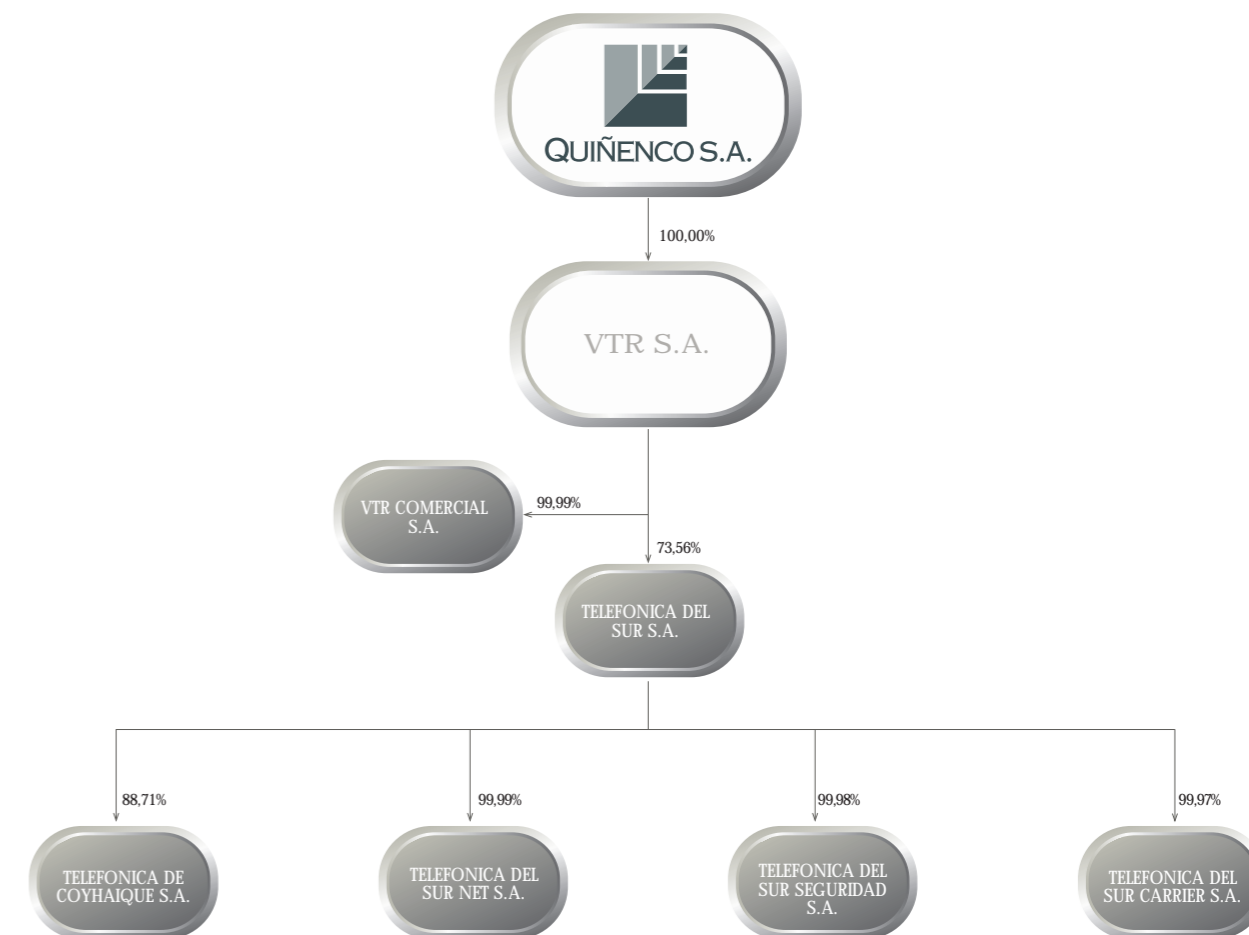 QUIÑENCO S.A.
100,00%
VTR S.A.
99,99%
VTR COMERCIAL
S.A.
73,56%
TELEFONICA DEL
SUR S.A.
88,71%
99,99%
99,98%
99,97%
TELEFONICA DE
COYHAIQUE S.A.
TELEFONICA DEL
SUR NET S.A.
TELEFONICA DEL
SUR SEGURIDAD
S.A.
TELEFONICA DEL
SUR CARRIER S.A.